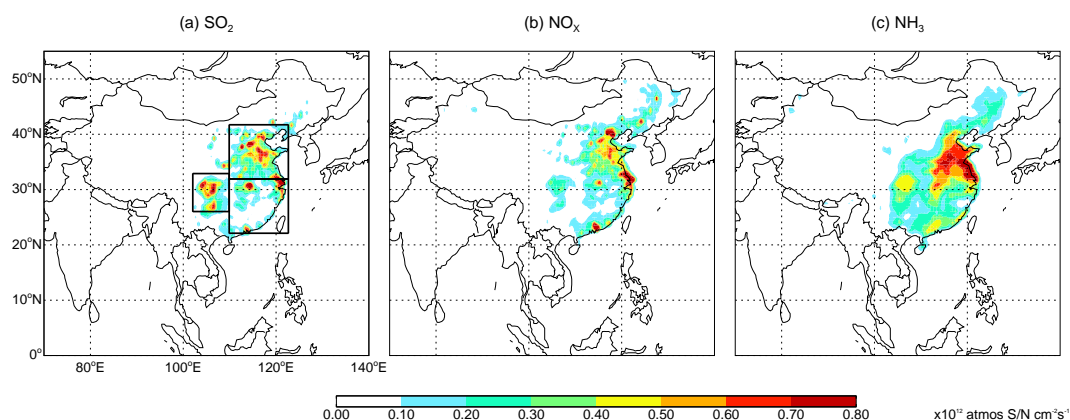 (a) SO₂ (b) NOₓ (c) NH₃
50°N
40°N
30°N
20°N
10°N
0°
80°E 100°E 120°E 140°E
0.00 0.10 0.20 0.30 0.40 0.50 0.60 0.70 0.80 x10¹² atmos S/N cm⁻²s⁻¹